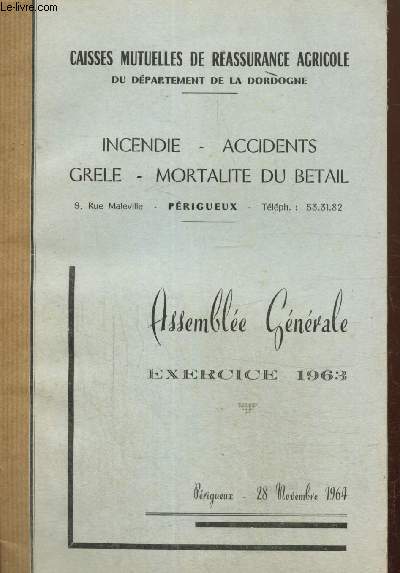 CAISSES MUTUELLES DE RÉASSURANCE AGRICOLE
DU DÉPARTEMENT DE LA DORDOGNE
INCENDIE - ACCIDENTS
GRELE - MORTALITE DU BETAIL
9, Rue Maleville - PÉRIGUEUX - Téléph. : 53.31.82
Assemblée Générale
EXERCICE 1963
Périgueux - 28 Novembre 1964
© Le-livre.com